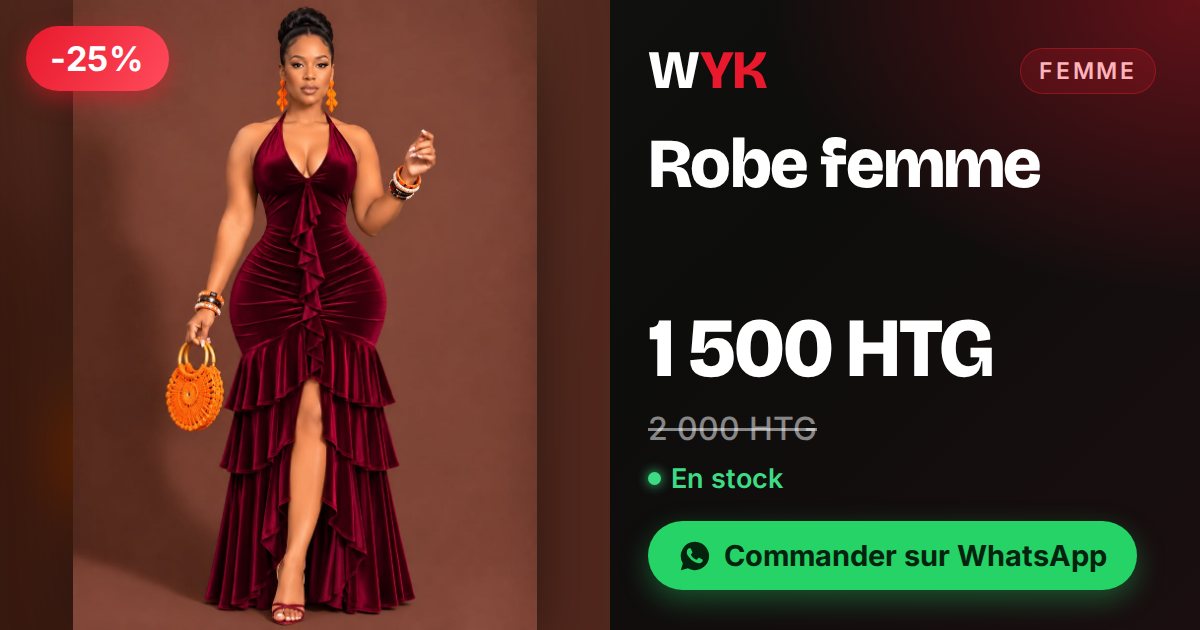 -25%
WYK
FEMME
Robe femme
1 500 HTG
2 000 HTG
En stock
Commander sur WhatsApp